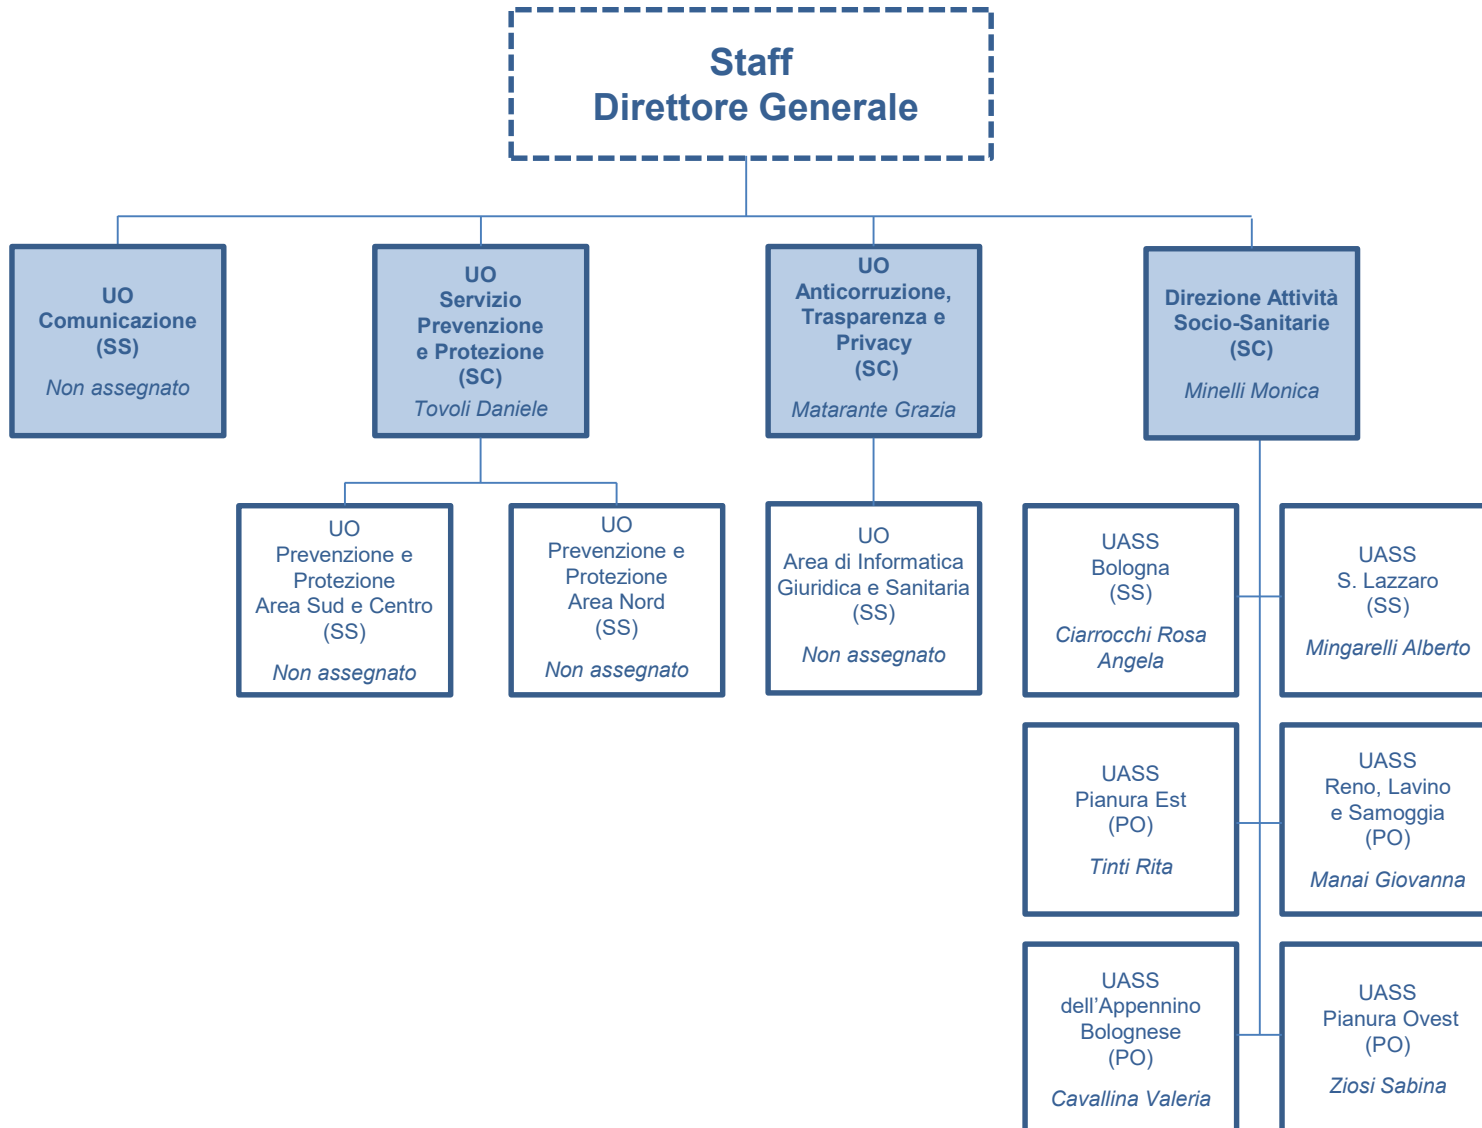 Staff
Direttore Generale
UO
Comunicazione
(SS)
Non assegnato
UO
Servizio
Prevenzione
e Protezione
(SC)
Tovoli Daniele
UO
Anticorruzione,
Trasparenza e
Privacy
(SC)
Matarante Grazia
Direzione Attività
Socio-Sanitarie
(SC)
Minelli Monica
UO
Prevenzione e
Protezione
Area Sud e Centro
(SS)
Non assegnato
UO
Prevenzione e
Protezione
Area Nord
(SS)
Non assegnato
UO
Area di Informatica
Giuridica e Sanitaria
(SS)
Non assegnato
UASS
Bologna
(SS)
Ciarrocchi Rosa
Angela
UASS
S. Lazzaro
(SS)
Mingarelli Alberto
UASS
Pianura Est
(PO)
Tinti Rita
UASS
Reno, Lavino
e Samoggia
(PO)
Manai Giovanna
UASS
dell’Appennino
Bolognese
(PO)
Cavallina Valeria
UASS
Pianura Ovest
(PO)
Ziosi Sabina